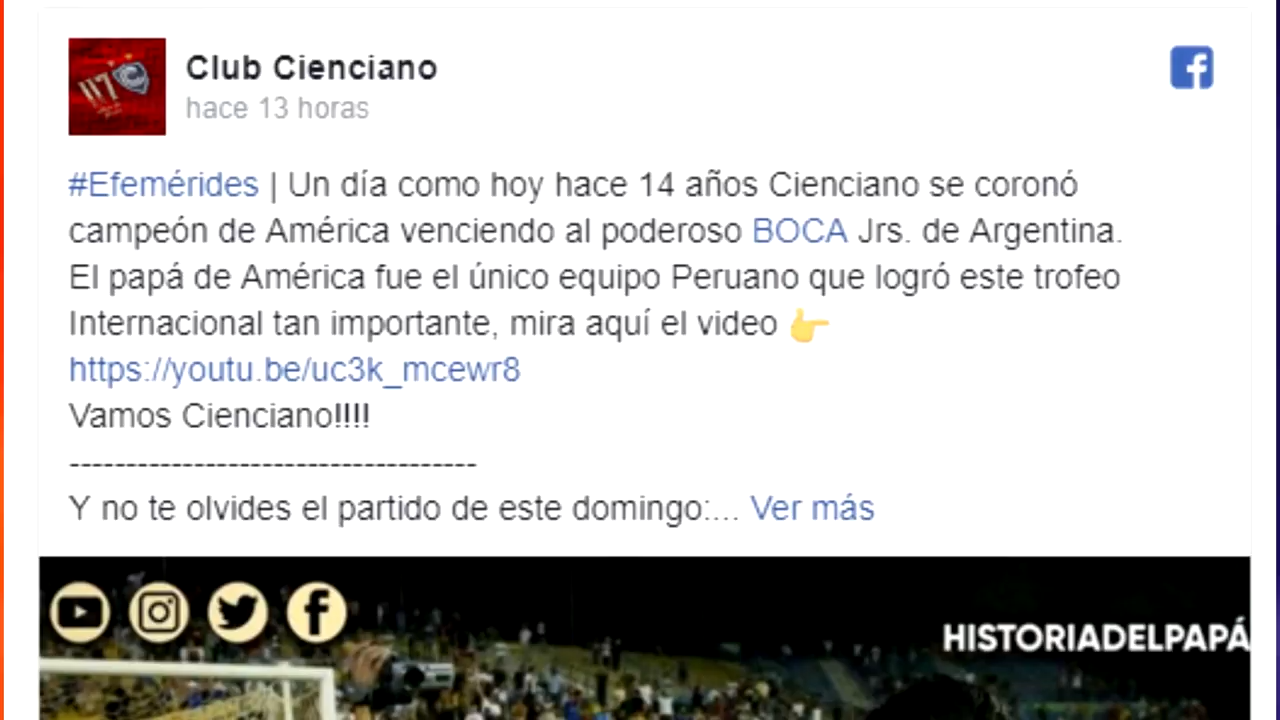 117
Club Cienciano
hace 13 horas
#Efemérides | Un día como hoy hace 14 años Cienciano se coronó
campeón de América venciendo al poderoso BOCA Jrs. de Argentina.
El papá de América fue el único equipo Peruano que logró este trofeo
Internacional tan importante, mira aquí el video 👉
https://youtu.be/uc3k_mcewr8
Vamos Cienciano!!!!
------------------------------------
Y no te olvides el partido de este domingo:... Ver más
HISTORIADELPAPÁ